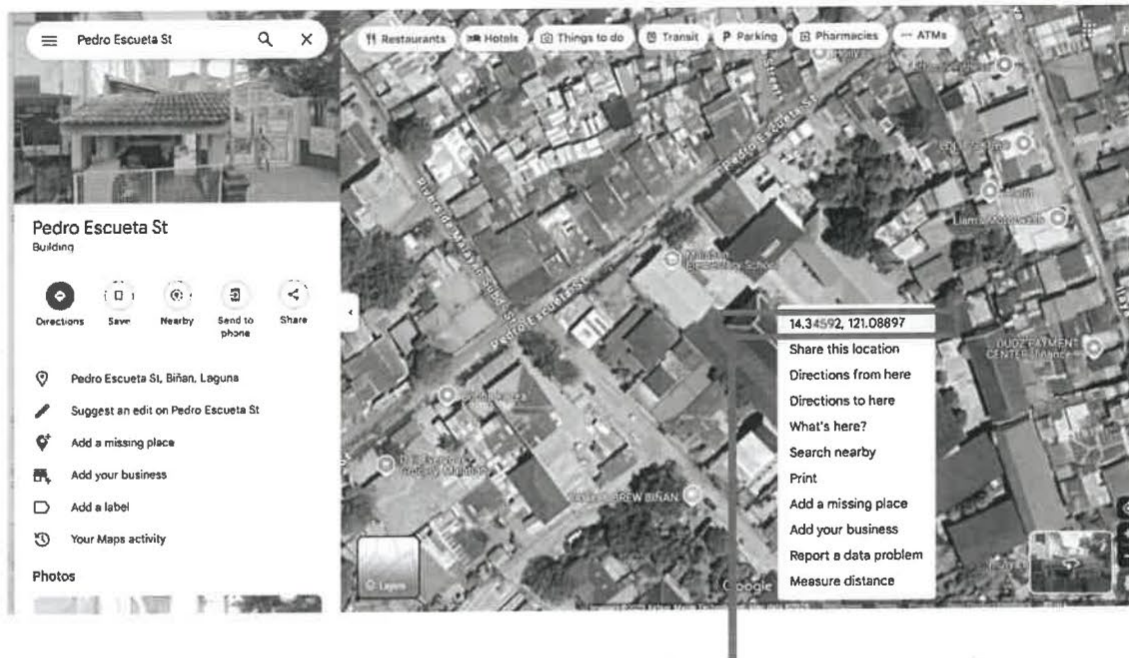 Pedro Escueta St
Restaurants
Hotels
Things to do
Transit
Parking
Pharmacies
ATMs
Pedro Escueta St
Building
Directions
Save
Nearby
Send to
phone
Share
Pedro Escueta St, Biñan, Laguna
Suggest an edit on Pedro Escueta St
Add a missing place
Add your business
Add a label
Your Maps activity
Photos
Pedro Escueta St
Pedro Escueta St
Elementary School
BREW BIÑAN
PAYMENT
CENTER
Layers
Google
14.34592, 121.08897
Share this location
Directions from here
Directions to here
What's here?
Search nearby
Print
Add a missing place
Add your business
Report a data problem
Measure distance